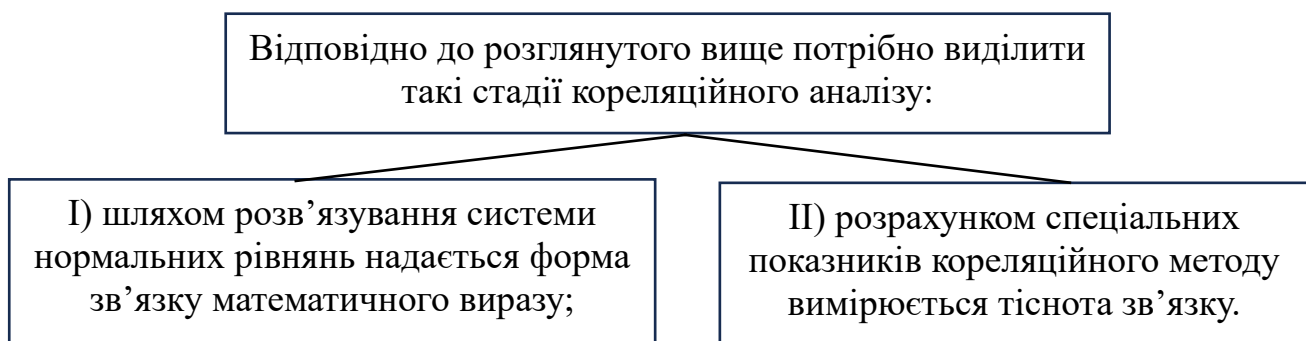 Відповідно до розглянутого вище потрібно виділити
такі стадії кореляційного аналізу:
І) шляхом розв’язування системи
нормальних рівнянь надається форма
зв’язку математичного виразу;
ІІ) розрахунком спеціальних
показників кореляційного методу
вимірюється тіснота зв’язку.